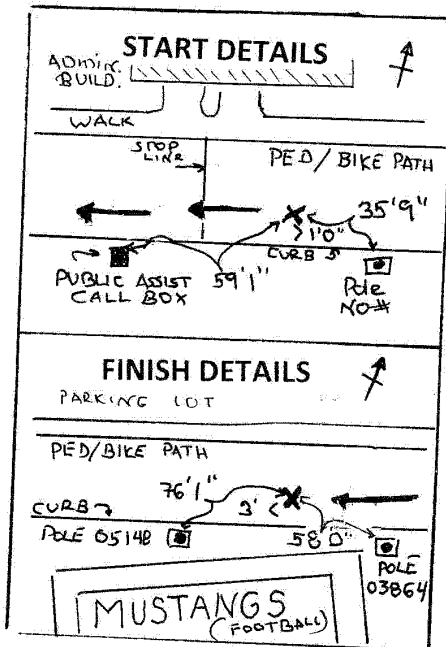 START DETAILS
ADMIN.
BUILD.
WALK
STOP
LINE
PED/BIKE PATH
35'9"
1'0"
CURB
59'1"
PUBLIC ASSIST
CALL BOX
Pole
NO#
FINISH DETAILS
PARKING LOT
PED/BIKE PATH
76'1"
3'
CURB
POLE 05148
58'0"
POLE
03864
MUSTANGS
(FOOTBALL)